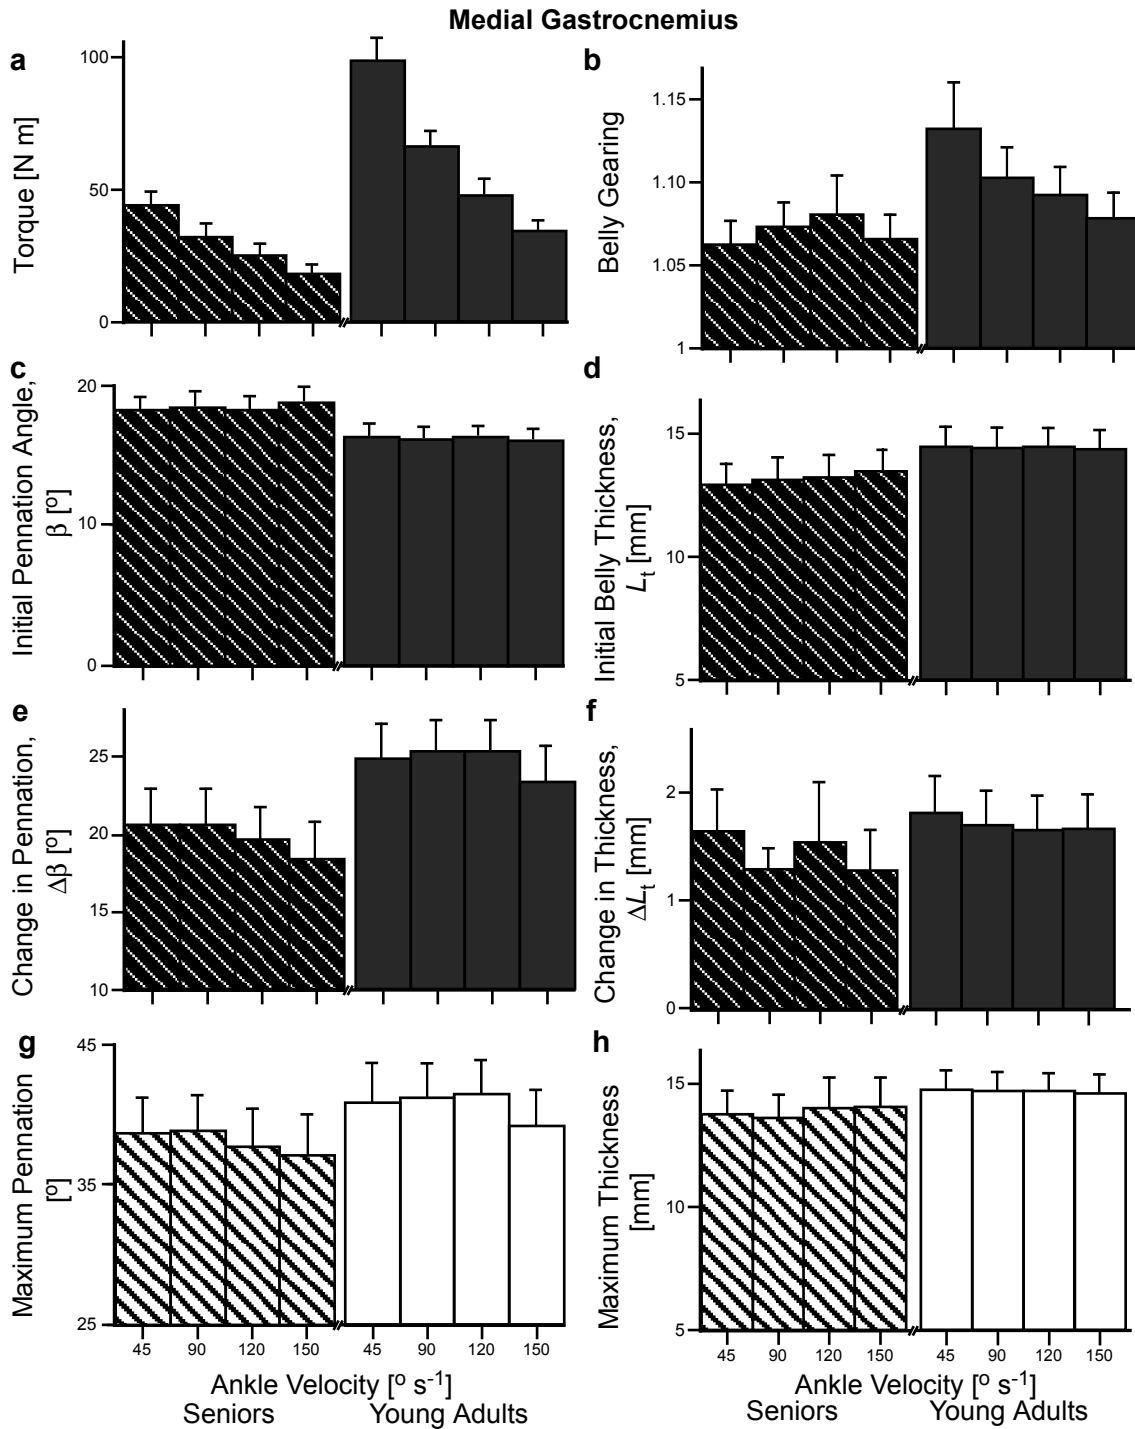 Medial Gastrocnemius
a
Torque [N m]
100
50
0
b
Belly Gearing
1.15
1.10
1.05
1
c
Initial Pennation Angle,
β [º]
20
10
0
d
Initial Belly Thickness,
Lt [mm]
15
10
5
e
Change in Pennation,
Δβ [º]
25
20
15
10
f
Change in Thickness,
ΔLt [mm]
2
1
0
g
Maximum Pennation
[º]
45
35
25
h
Maximum Thickness
[mm]
15
10
5
45 90 120 150 45 90 120 150
Ankle Velocity [º s-1]
Seniors Young Adults
45 90 120 150 45 90 120 150
Ankle Velocity [º s-1]
Seniors Young Adults